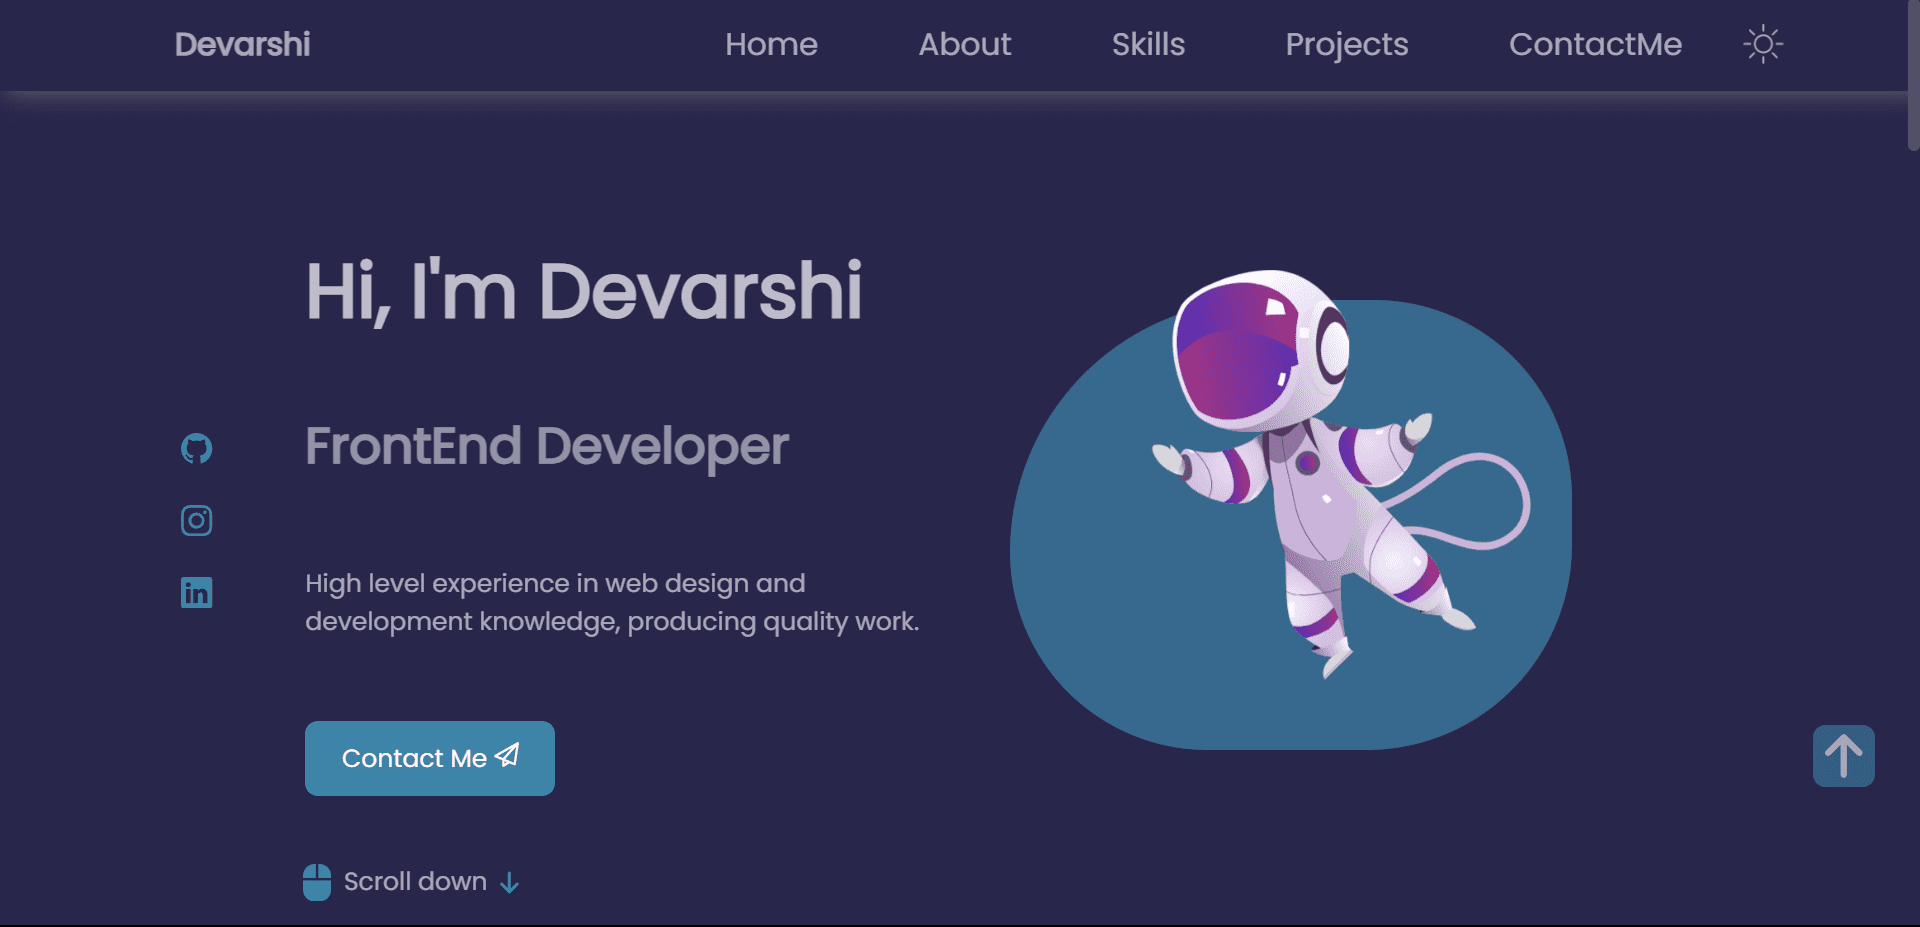 Devarshi
Home
About
Skills
Projects
ContactMe
Hi, I'm Devarshi
FrontEnd Developer
High level experience in web design and
development knowledge, producing quality work.
Contact Me
Scroll down